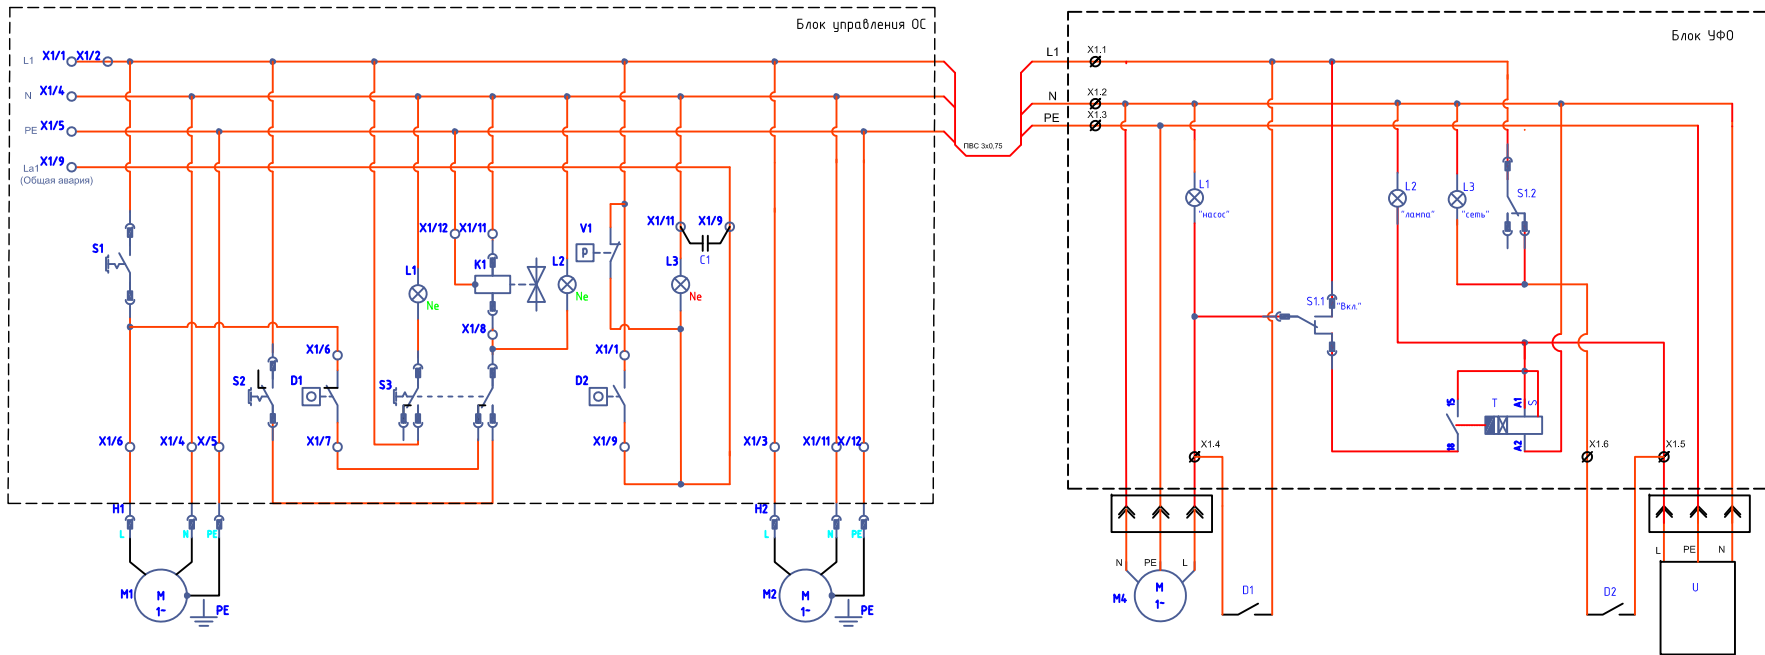 Блок управления ОС
Блок УФО
L1 X1/1 X1/2
N X1/4
PE X1/5
La1 X1/9
(Общая авария)
L1
N
PE
ПВС 3х0,75
X1.1
X1.2
X1.3
S1
X1/12 X1/11
K1
L1
Ne
L2
Ne
V1
P
X1/11 X1/9
C1
L3
Ne
X1/8
X1/6
X1/1
S2
D1
S3
D2
X1/6
X1/4 X/5
X1/7
X1/9
X1/3
X1/11 X/12
H1
L
N
PE
M1
M
1~
PE
H2
L
N
PE
M2
M
1~
PE
L1
"насос"
L2
"лампа"
L3
"сеть"
S1.2
S1.1
"Вкл."
15
18
T
A1
S
A2
X1.4
X1.6
X1.5
N
PE
L
M4
M
1~
D1
D2
L
PE
N
U